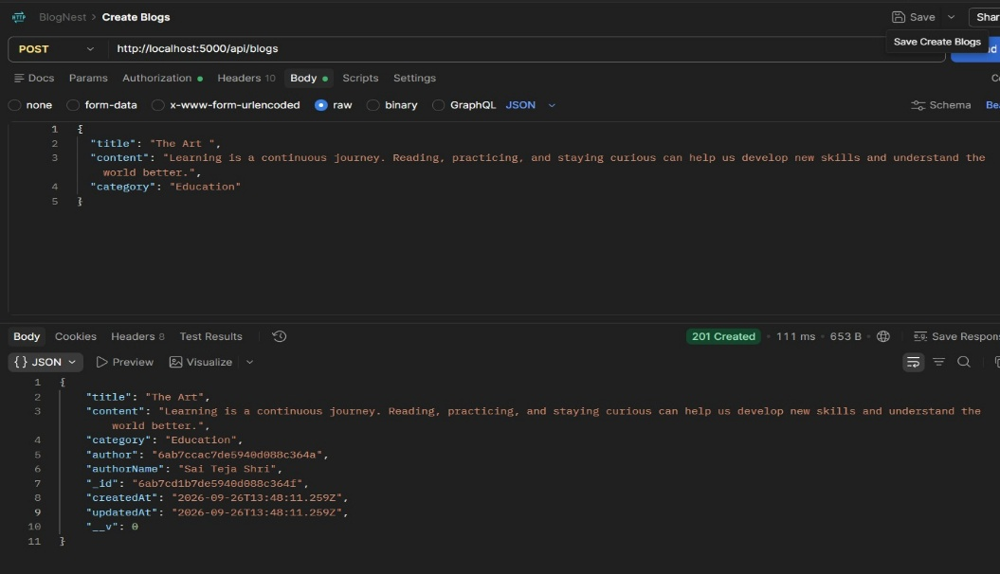 HTTP BlogNest > Create Blogs Save Shar
POST http://localhost:5000/api/blogs Save Create Blogs d
Docs Params Authorization Headers 10 Body Scripts Settings
none form-data x-www-form-urlencoded raw binary GraphQL JSON Schema Bea
1 {
2 "title": "The Art ",
3 "content": "Learning is a continuous journey. Reading, practicing, and staying curious can help us develop new skills and understand the
world better.",
4 "category": "Education"
5 }
Body Cookies Headers 8 Test Results 201 Created • 111 ms • 653 B • e.g. Save Respon
{} JSON Preview Visualize
1 {
2 "title": "The Art",
3 "content": "Learning is a continuous journey. Reading, practicing, and staying curious can help us develop new skills and understand the
world better.",
4 "category": "Education",
5 "author": "6ab7ccac7de5940d088c364a",
6 "authorName": "Sai Teja Shri",
7 "_id": "6ab7cd1b7de5940d088c364f",
8 "createdAt": "2026-09-26T13:48:11.259Z",
9 "updatedAt": "2026-09-26T13:48:11.259Z",
10 "__v": 0
11 }